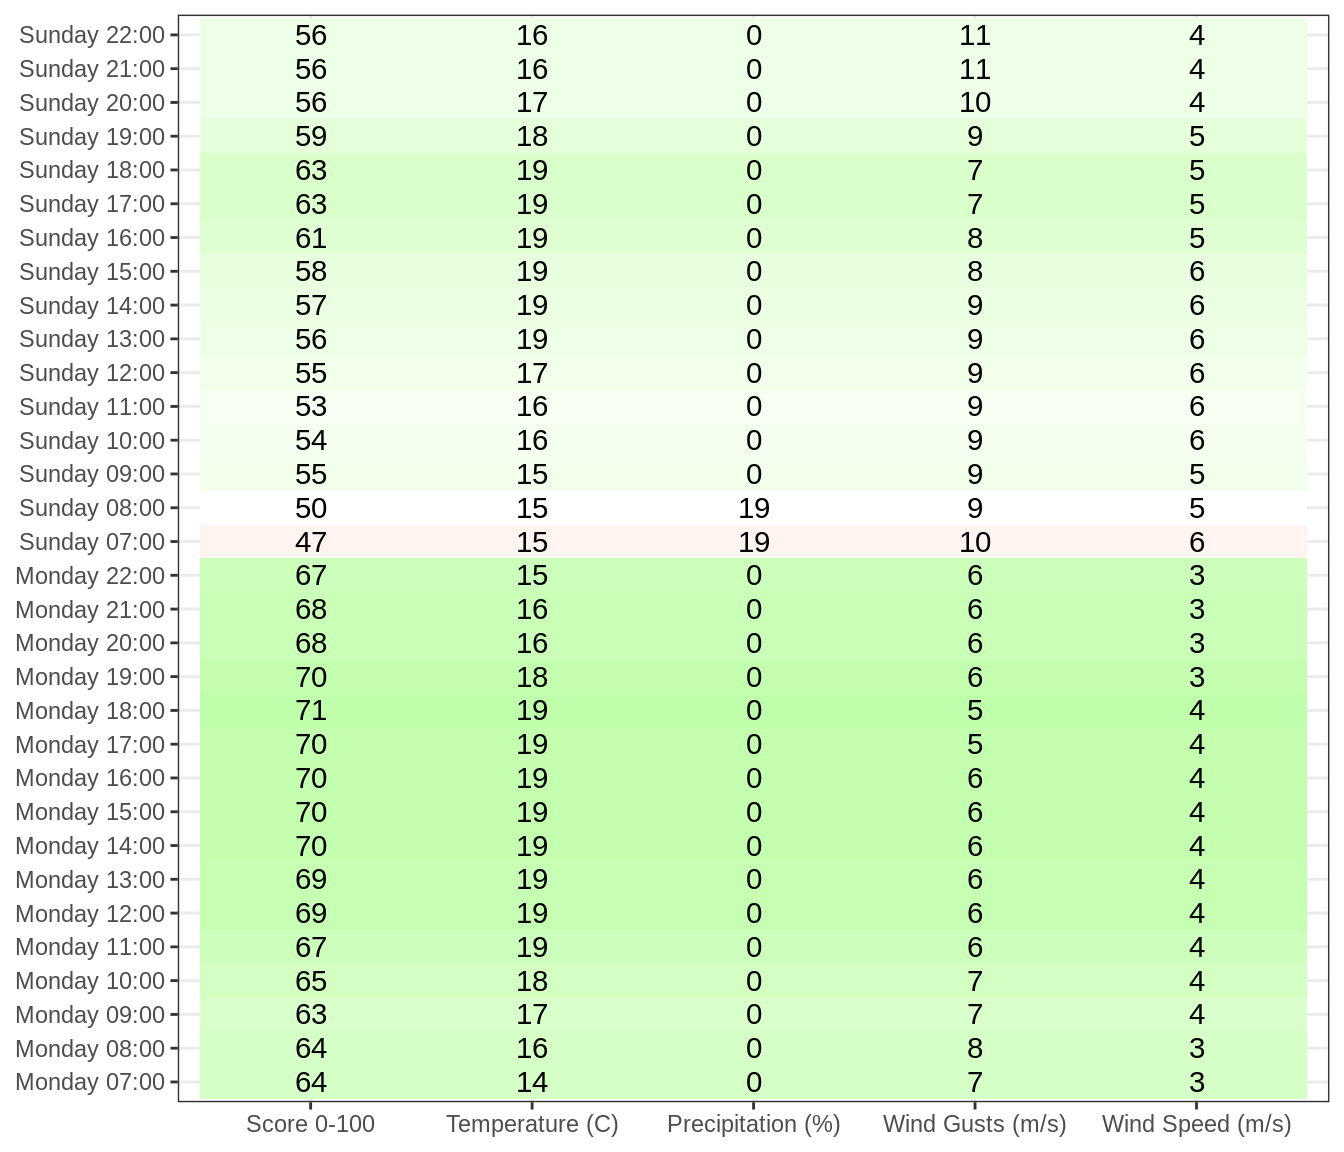 Sunday 22:00 56 16 0 11 4
Sunday 21:00 56 16 0 11 4
Sunday 20:00 56 17 0 10 4
Sunday 19:00 59 18 0 9 5
Sunday 18:00 63 19 0 7 5
Sunday 17:00 63 19 0 7 5
Sunday 16:00 61 19 0 8 5
Sunday 15:00 58 19 0 8 6
Sunday 14:00 57 19 0 9 6
Sunday 13:00 56 19 0 9 6
Sunday 12:00 55 17 0 9 6
Sunday 11:00 53 16 0 9 6
Sunday 10:00 54 16 0 9 6
Sunday 09:00 55 15 0 9 5
Sunday 08:00 50 15 19 9 5
Sunday 07:00 47 15 19 10 6
Monday 22:00 67 15 0 6 3
Monday 21:00 68 16 0 6 3
Monday 20:00 68 16 0 6 3
Monday 19:00 70 18 0 6 3
Monday 18:00 71 19 0 5 4
Monday 17:00 70 19 0 5 4
Monday 16:00 70 19 0 6 4
Monday 15:00 70 19 0 6 4
Monday 14:00 70 19 0 6 4
Monday 13:00 69 19 0 6 4
Monday 12:00 69 19 0 6 4
Monday 11:00 67 19 0 6 4
Monday 10:00 65 18 0 7 4
Monday 09:00 63 17 0 7 4
Monday 08:00 64 16 0 8 3
Monday 07:00 64 14 0 7 3
Score 0-100 Temperature (C) Precipitation (%) Wind Gusts (m/s) Wind Speed (m/s)